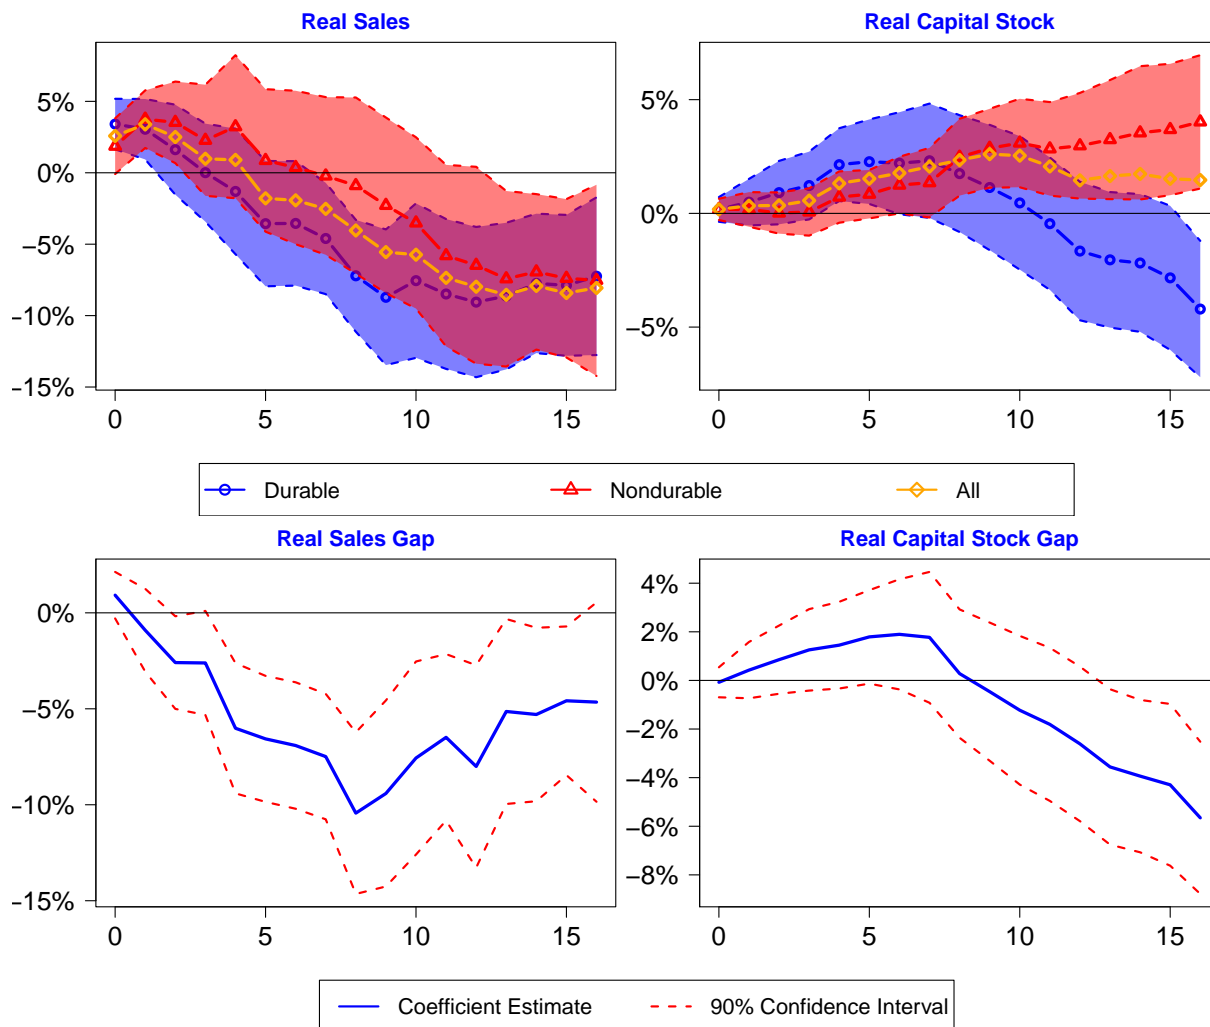 Real Sales
5%
0%
−5%
−10%
−15%
0 5 10 15
Real Capital Stock
5%
0%
−5%
0 5 10 15
Durable Nondurable All
Real Sales Gap
0%
−5%
−10%
−15%
0 5 10 15
Real Capital Stock Gap
4%
2%
0%
−2%
−4%
−6%
−8%
0 5 10 15
Coefficient Estimate 90% Confidence Interval